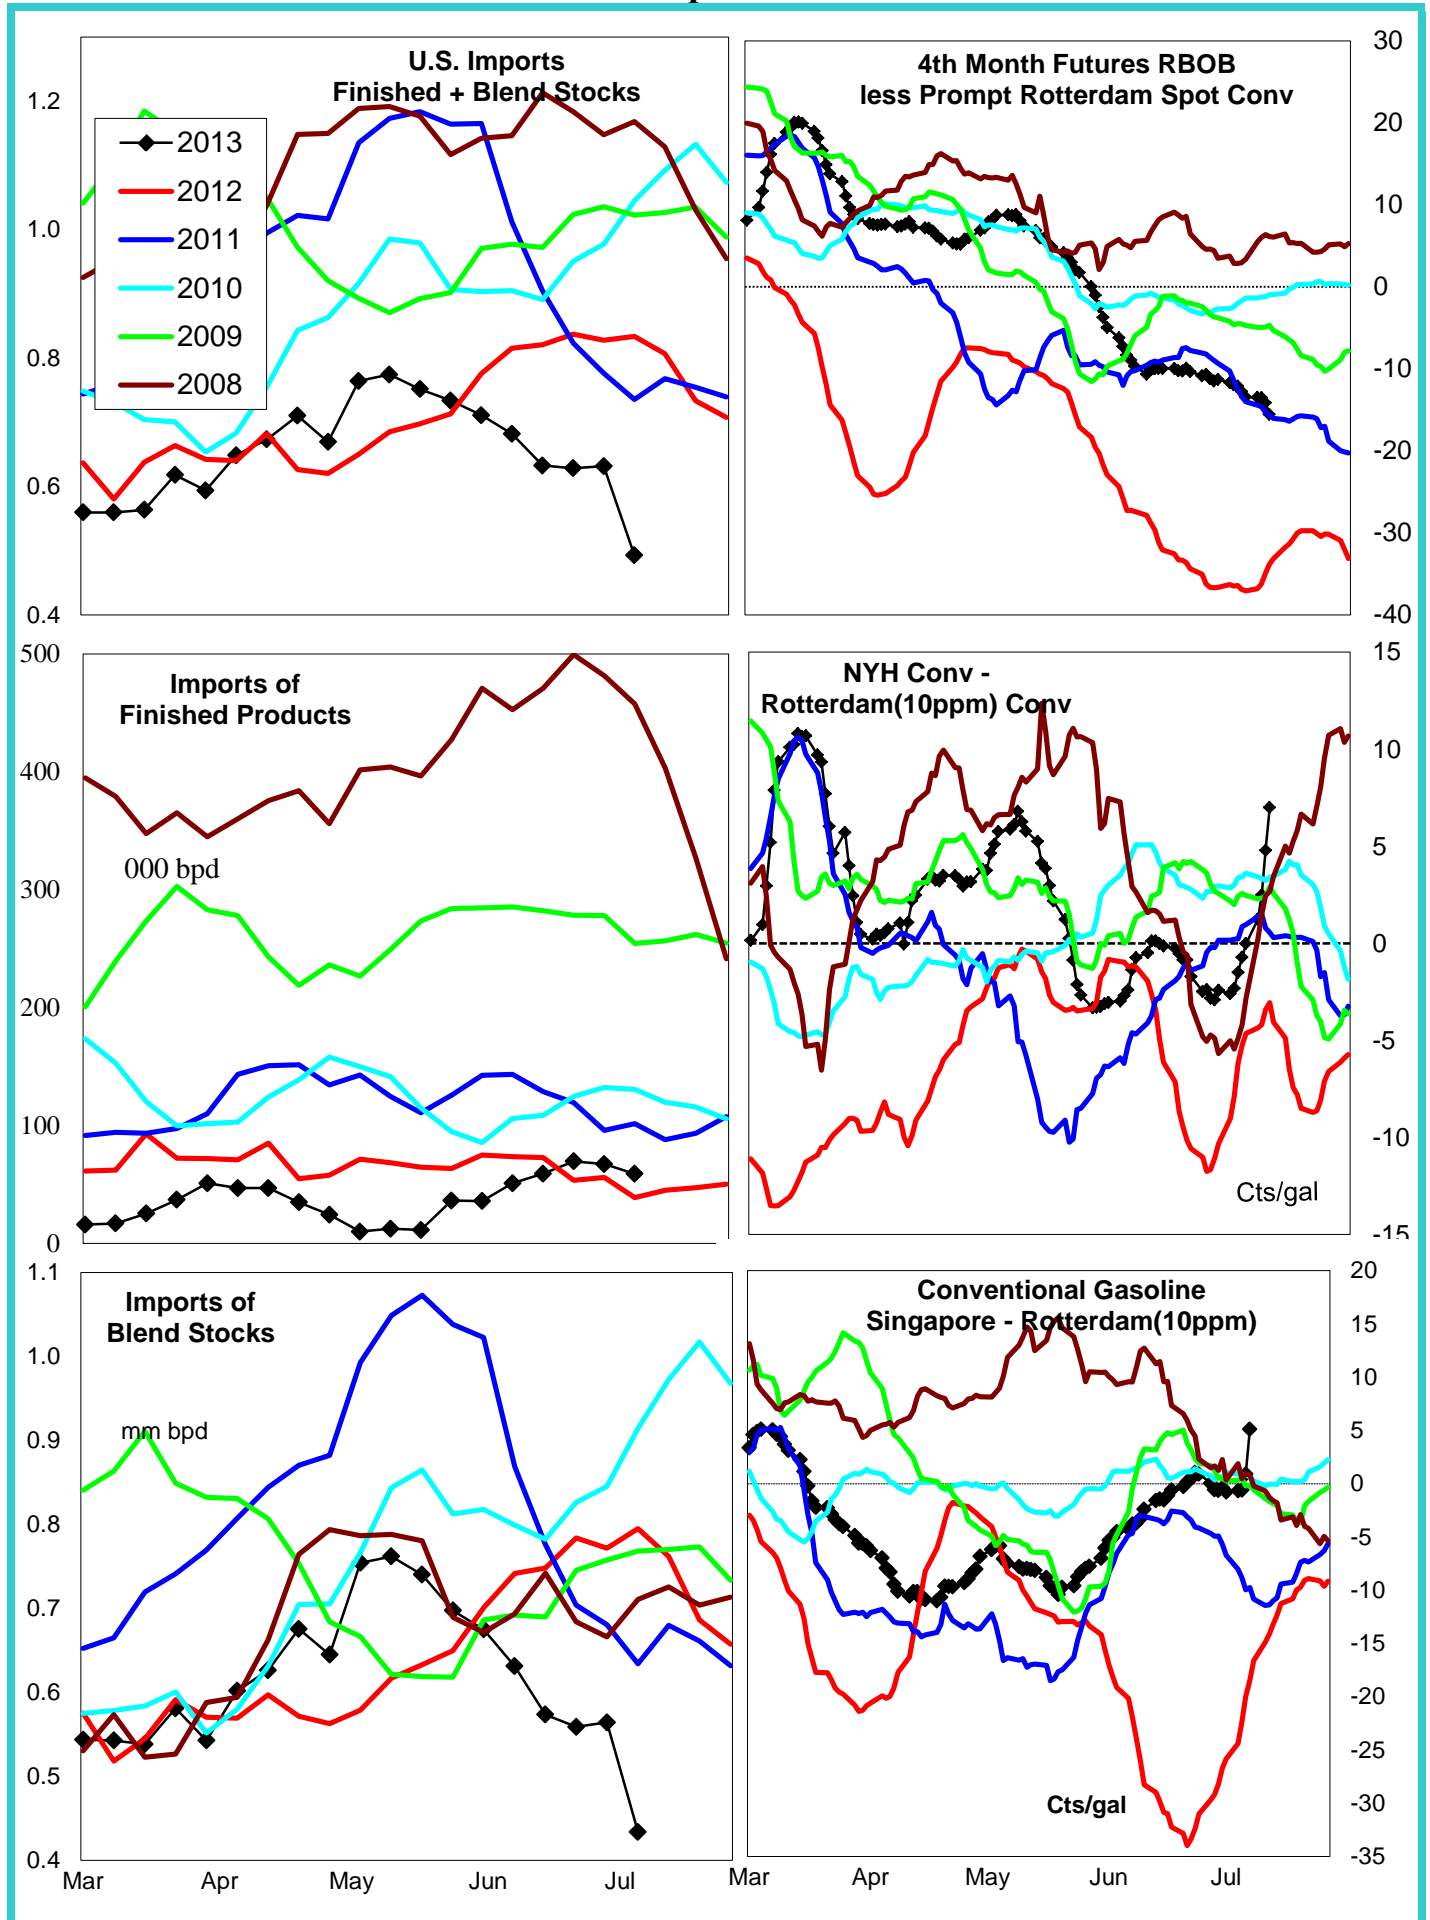 U.S. Imports
Finished + Blend Stocks
1.2
1.0
0.8
0.6
0.4
2013
2012
2011
2010
2009
2008
4th Month Futures RBOB
less Prompt Rotterdam Spot Conv
30
20
10
0
-10
-20
-30
-40
Imports of
Finished Products
000 bpd
500
400
300
200
100
0
NYH Conv -
Rotterdam(10ppm) Conv
Cts/gal
15
10
5
0
-5
-10
-15
Imports of
Blend Stocks
mm bpd
1.1
1.0
0.9
0.8
0.7
0.6
0.5
0.4
Mar Apr May Jun Jul
Conventional Gasoline
Singapore - Rotterdam(10ppm)
Cts/gal
20
15
10
5
0
-5
-10
-15
-20
-25
-30
-35
Mar Apr May Jun Jul